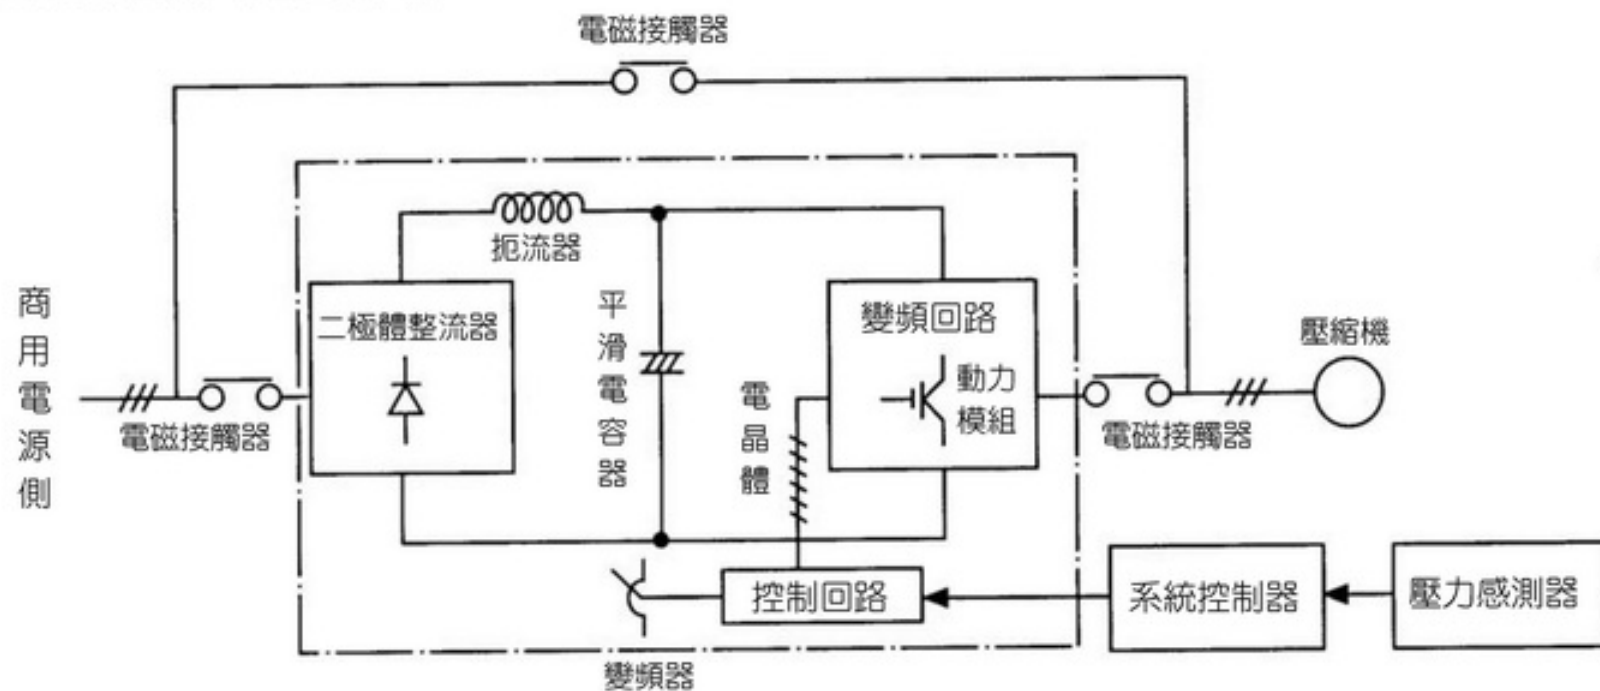 電磁接觸器
扼流器
商用電源側
二極體整流器
平滑電容器
變頻回路
動力
模組
電晶體
壓縮機
電磁接觸器
電磁接觸器
控制回路
系統控制器
壓力感測器
變頻器